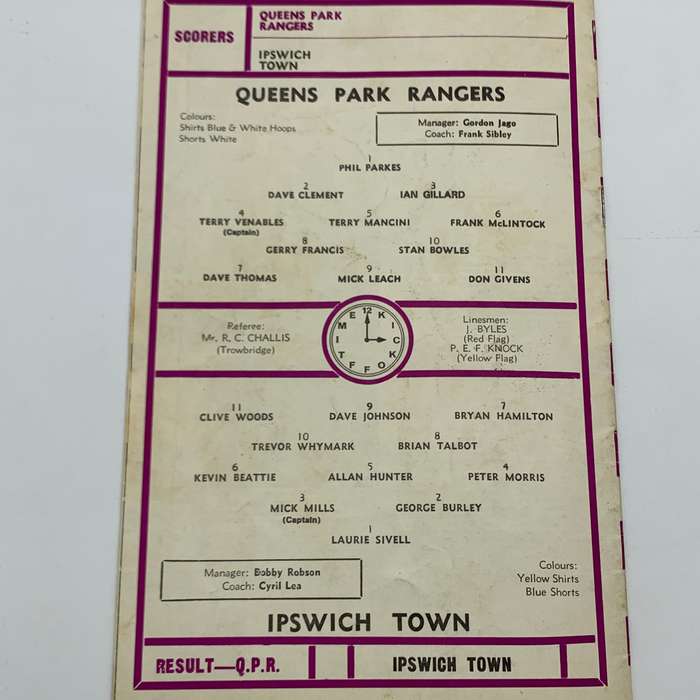 SCORERS
QUEENS PARK
RANGERS
IPSWICH
TOWN
QUEENS PARK RANGERS
Colours:
Shirts Blue & White Hoops
Shorts White
Manager: Gordon Jago
Coach: Frank Sibley
1
PHIL PARKES
2 3
DAVE CLEMENT IAN GILLARD
4 5 6
TERRY VENABLES TERRY MANCINI FRANK McLINTOCK
(Captain)
8 10
GERRY FRANCIS STAN BOWLES
7 9 11
DAVE THOMAS MICK LEACH DON GIVENS
Referee:
Mr. R. C. CHALLIS
(Trowbridge)
12
KICK
OFF
TIME
Linesmen:
J. BYLES
(Red Flag)
P. E. F. KNOCK
(Yellow Flag)
11 9 7
CLIVE WOODS DAVE JOHNSON BRYAN HAMILTON
10 8
TREVOR WHYMARK BRIAN TALBOT
6 5 4
KEVIN BEATTIE ALLAN HUNTER PETER MORRIS
3 2
MICK MILLS GEORGE BURLEY
(Captain)
1
LAURIE SIVELL
Manager: Bobby Robson
Coach: Cyril Lea
Colours:
Yellow Shirts
Blue Shorts
IPSWICH TOWN
RESULT—Q.P.R. IPSWICH TOWN